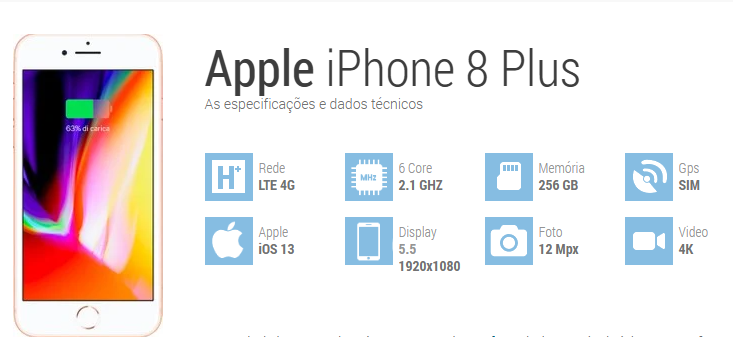 Apple iPhone 8 Plus
As especificações e dados técnicos
63% di carica
H+
Rede
LTE 4G
MHz
6 Core
2.1 GHZ
Memória
256 GB
Gps
SIM
Apple
iOS 13
Display
5.5
1920x1080
Foto
12 Mpx
Video
4K